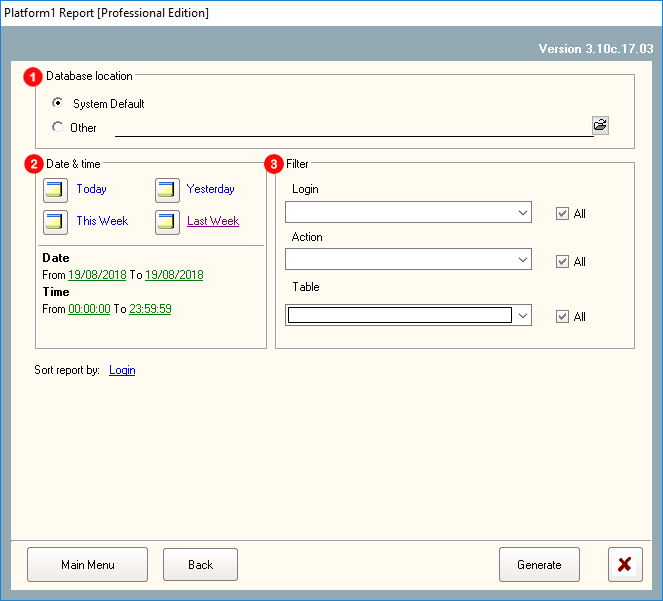 Platform1 Report [Professional Edition]
Version 3.10c.17.03
1 Database location
System Default
Other
2 Date & time
Today Yesterday
This Week Last Week
Date
From 19/08/2018 To 19/08/2018
Time
From 00:00:00 To 23:59:59
3 Filter
Login
All
Action
All
Table
All
Sort report by: Login
Main Menu Back Generate